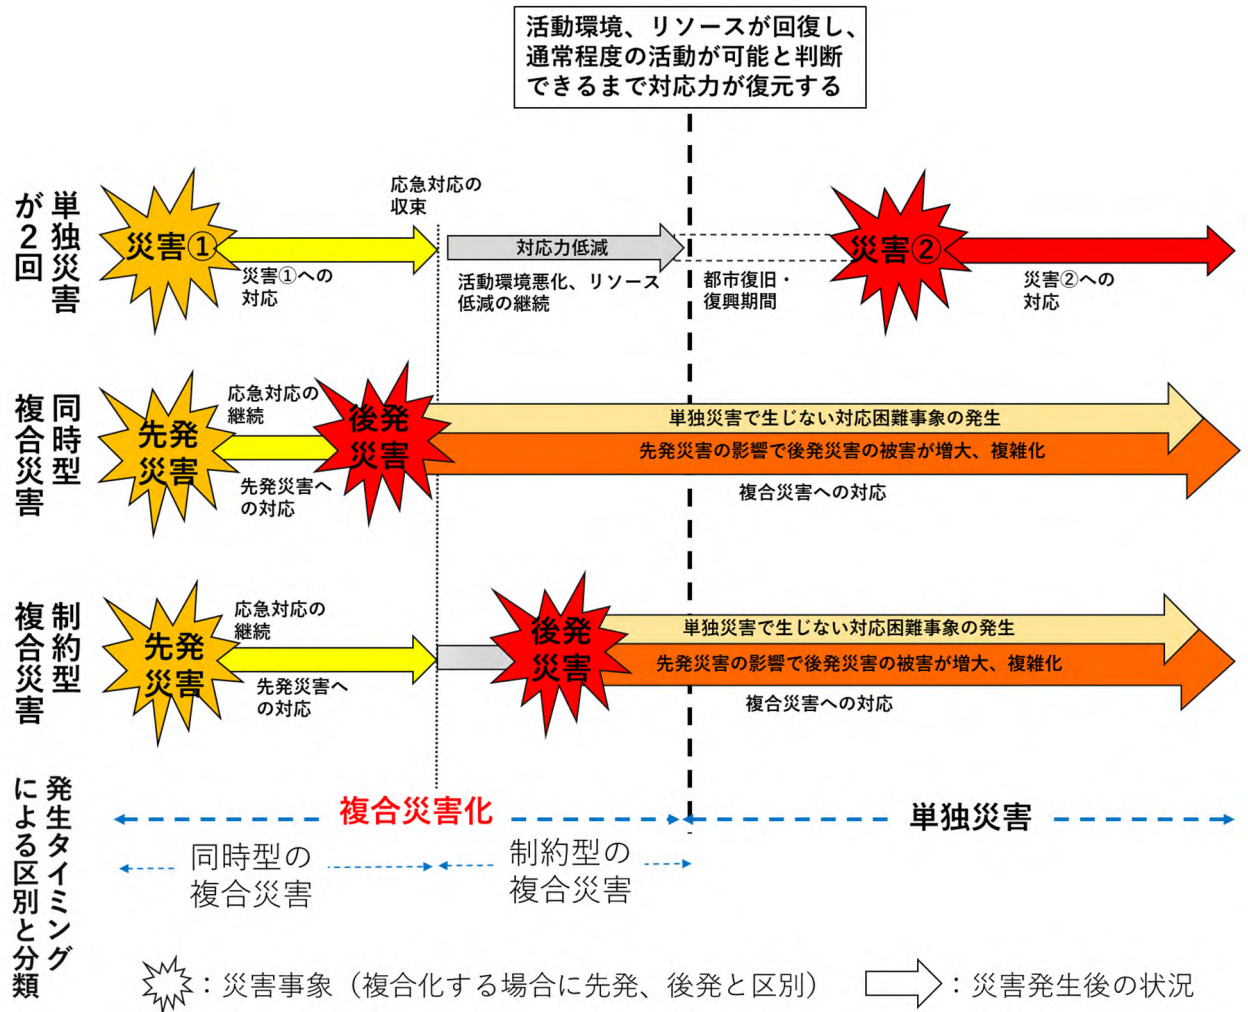 活動環境、リソースが回復し、
通常程度の活動が可能と判断
できるまで対応力が復元する
単独災害
が２回
災害①
災害①への
対応
応急対応の
収束
対応力低減
活動環境悪化、リソース
低減の継続
都市復旧・
復興期間
災害②
災害②への
対応
同時型
複合災害
先発
災害
応急対応の
継続
先発災害へ
の対応
後発
災害
単独災害で生じない対応困難事象の発生
先発災害の影響で後発災害の被害が増大、複雑化
複合災害への対応
制約型
複合災害
先発
災害
応急対応の
継続
先発災害へ
の対応
後発
災害
単独災害で生じない対応困難事象の発生
先発災害の影響で後発災害の被害が増大、複雑化
複合災害への対応
発生タイミング
による区別と分類
複合災害化
単独災害
同時型の
複合災害
制約型の
複合災害
：災害事象（複合化する場合に先発、後発と区別）
：災害発生後の状況